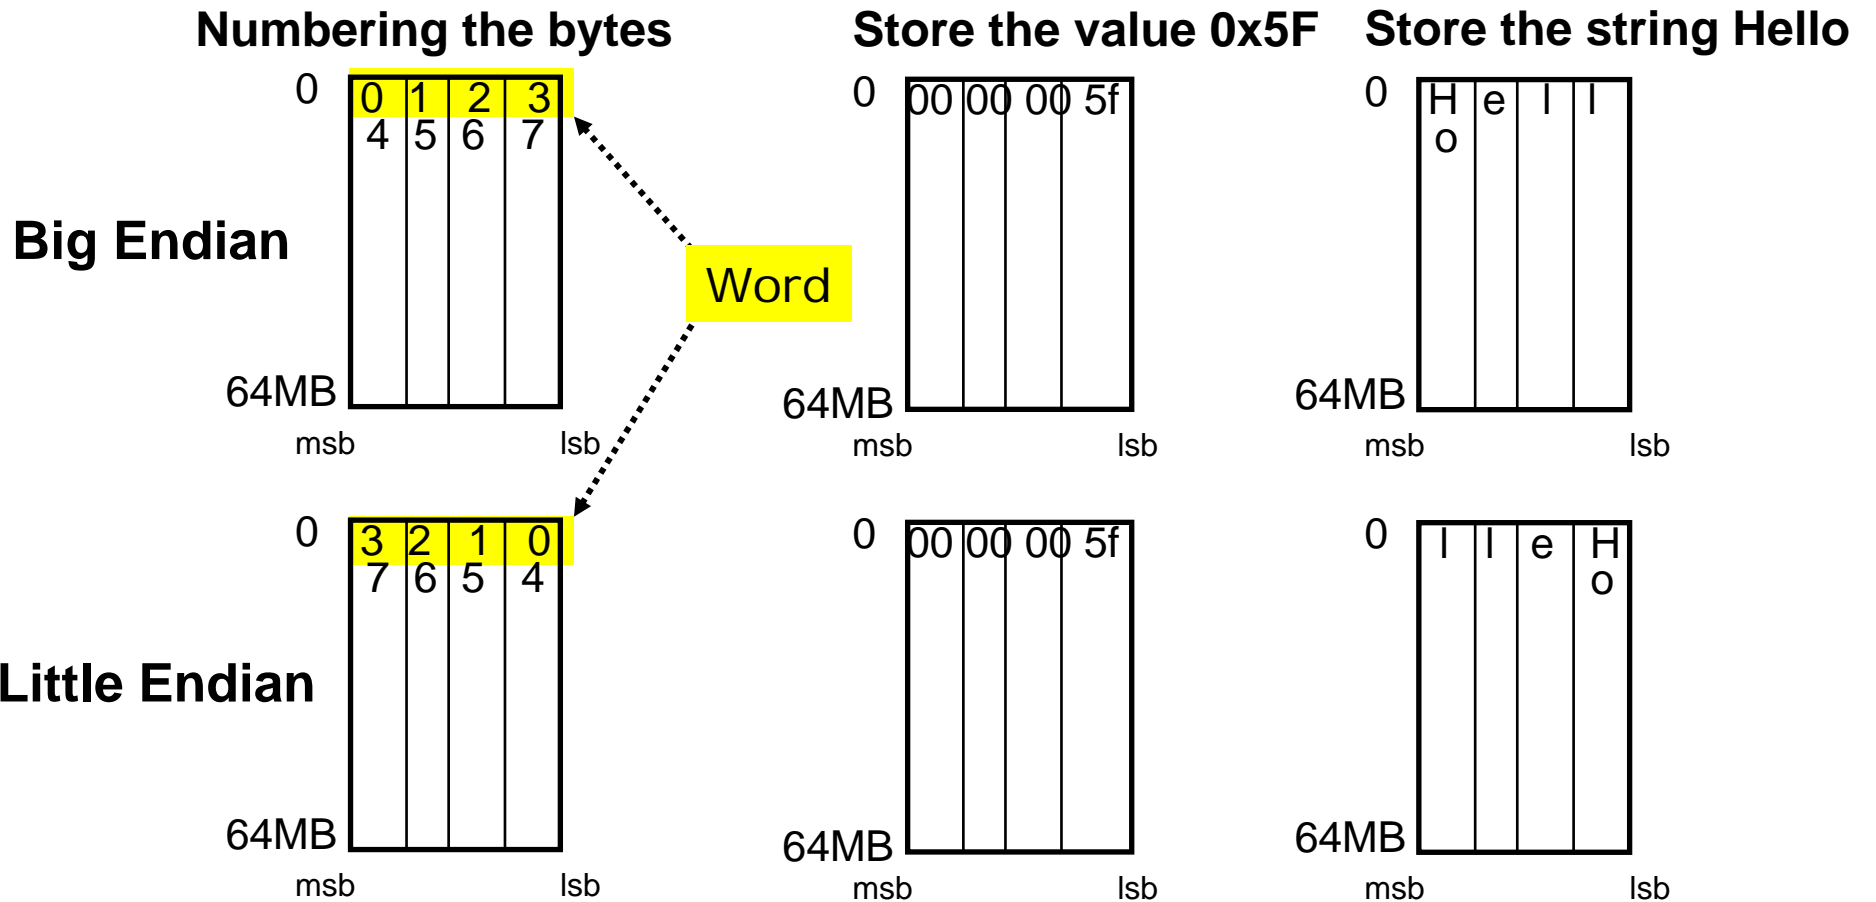 Numbering the bytes
Store the value 0x5F
Store the string Hello
Big Endian
0
0 1 2 3
4 5 6 7
64MB
msb lsb
0
00 00 00 5f
64MB
msb lsb
0
H e l l
o
64MB
msb lsb
Word
Little Endian
0
3 2 1 0
7 6 5 4
64MB
msb lsb
0
00 00 00 5f
64MB
msb lsb
0
l l e H
o
64MB
msb lsb